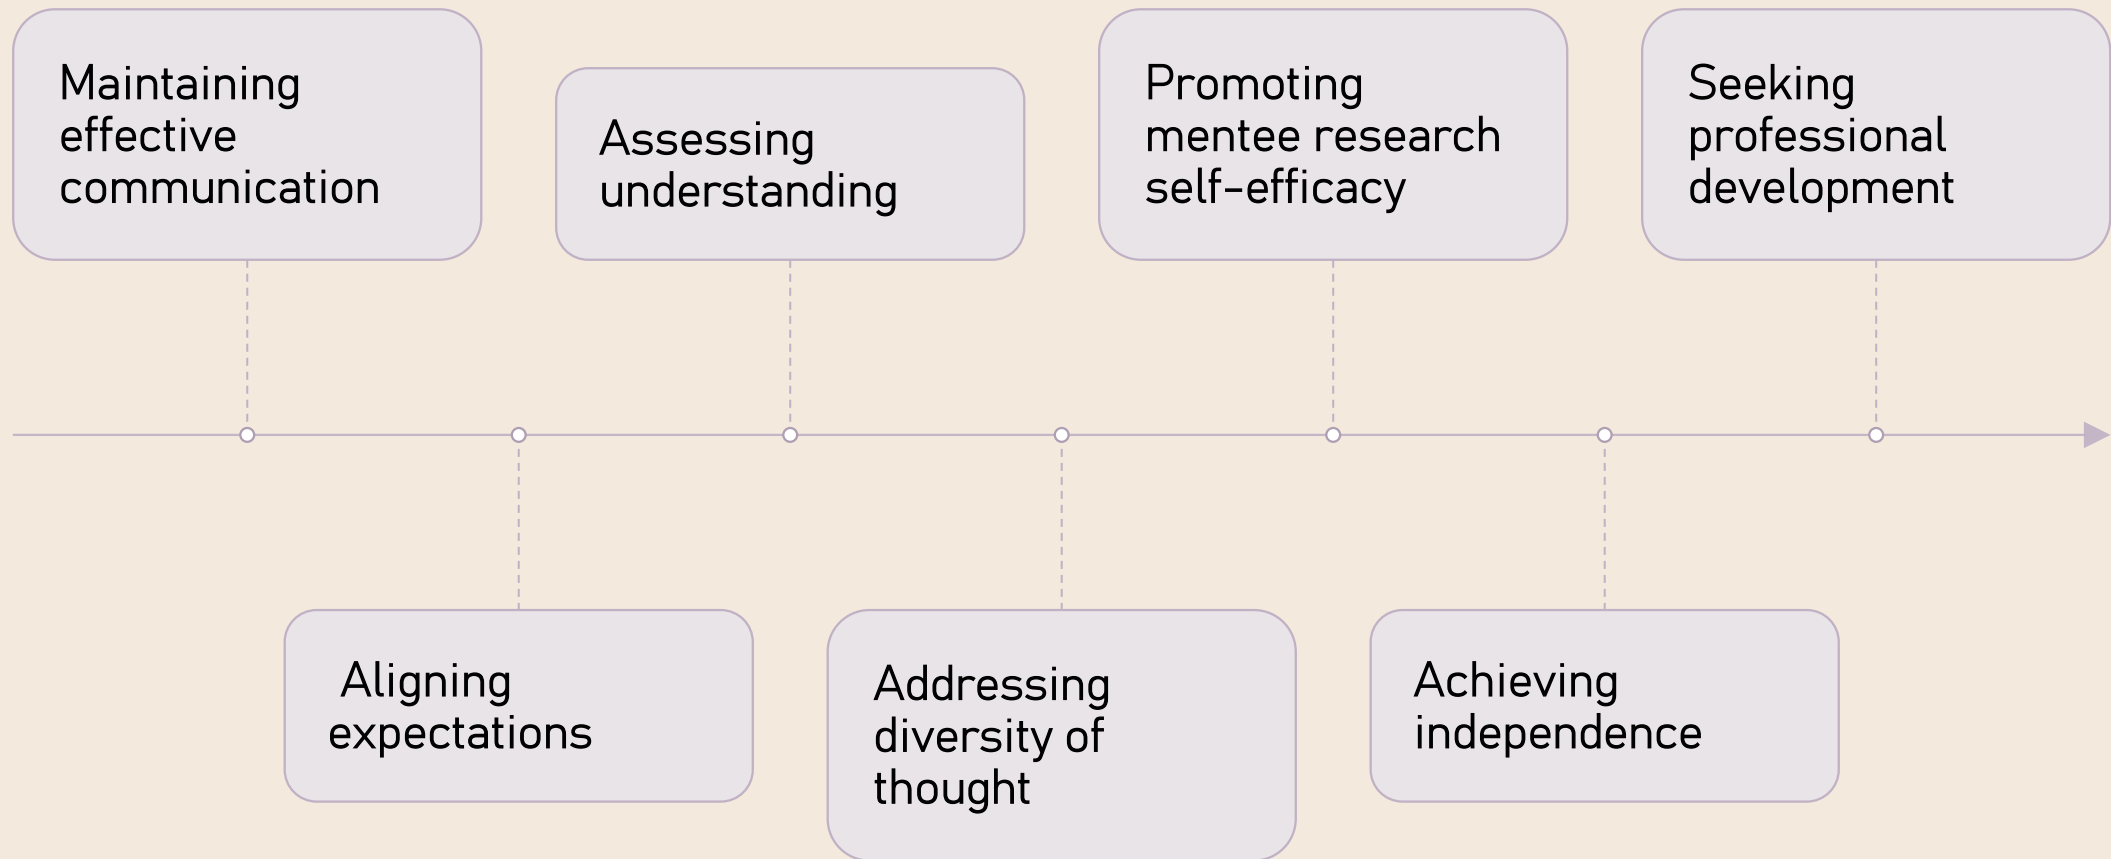 Maintaining
effective
communication
Aligning
expectations
Assessing
understanding
Addressing
diversity of
thought
Promoting
mentee research
self-efficacy
Achieving
independence
Seeking
professional
development